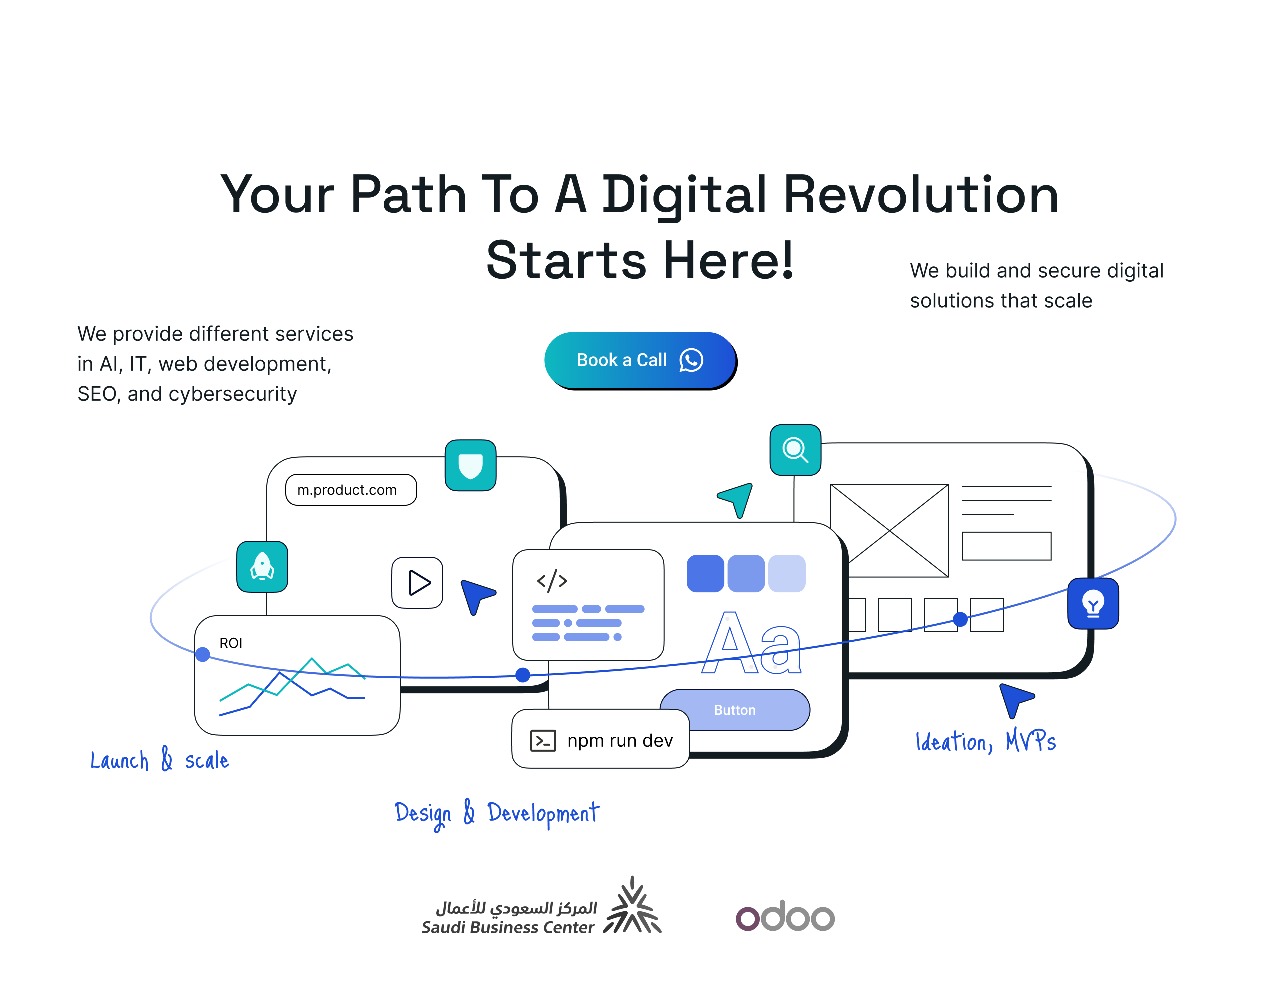 Your Path To A Digital Revolution
Starts Here!
We build and secure digital
solutions that scale
We provide different services
in AI, IT, web development,
SEO, and cybersecurity
Book a Call
m.product.com
</>
Aa
ROI
Button
npm run dev
Ideation, MVPs
Launch & scale
Design & Development
المركز السعودي للأعمال
Saudi Business Center
odoo